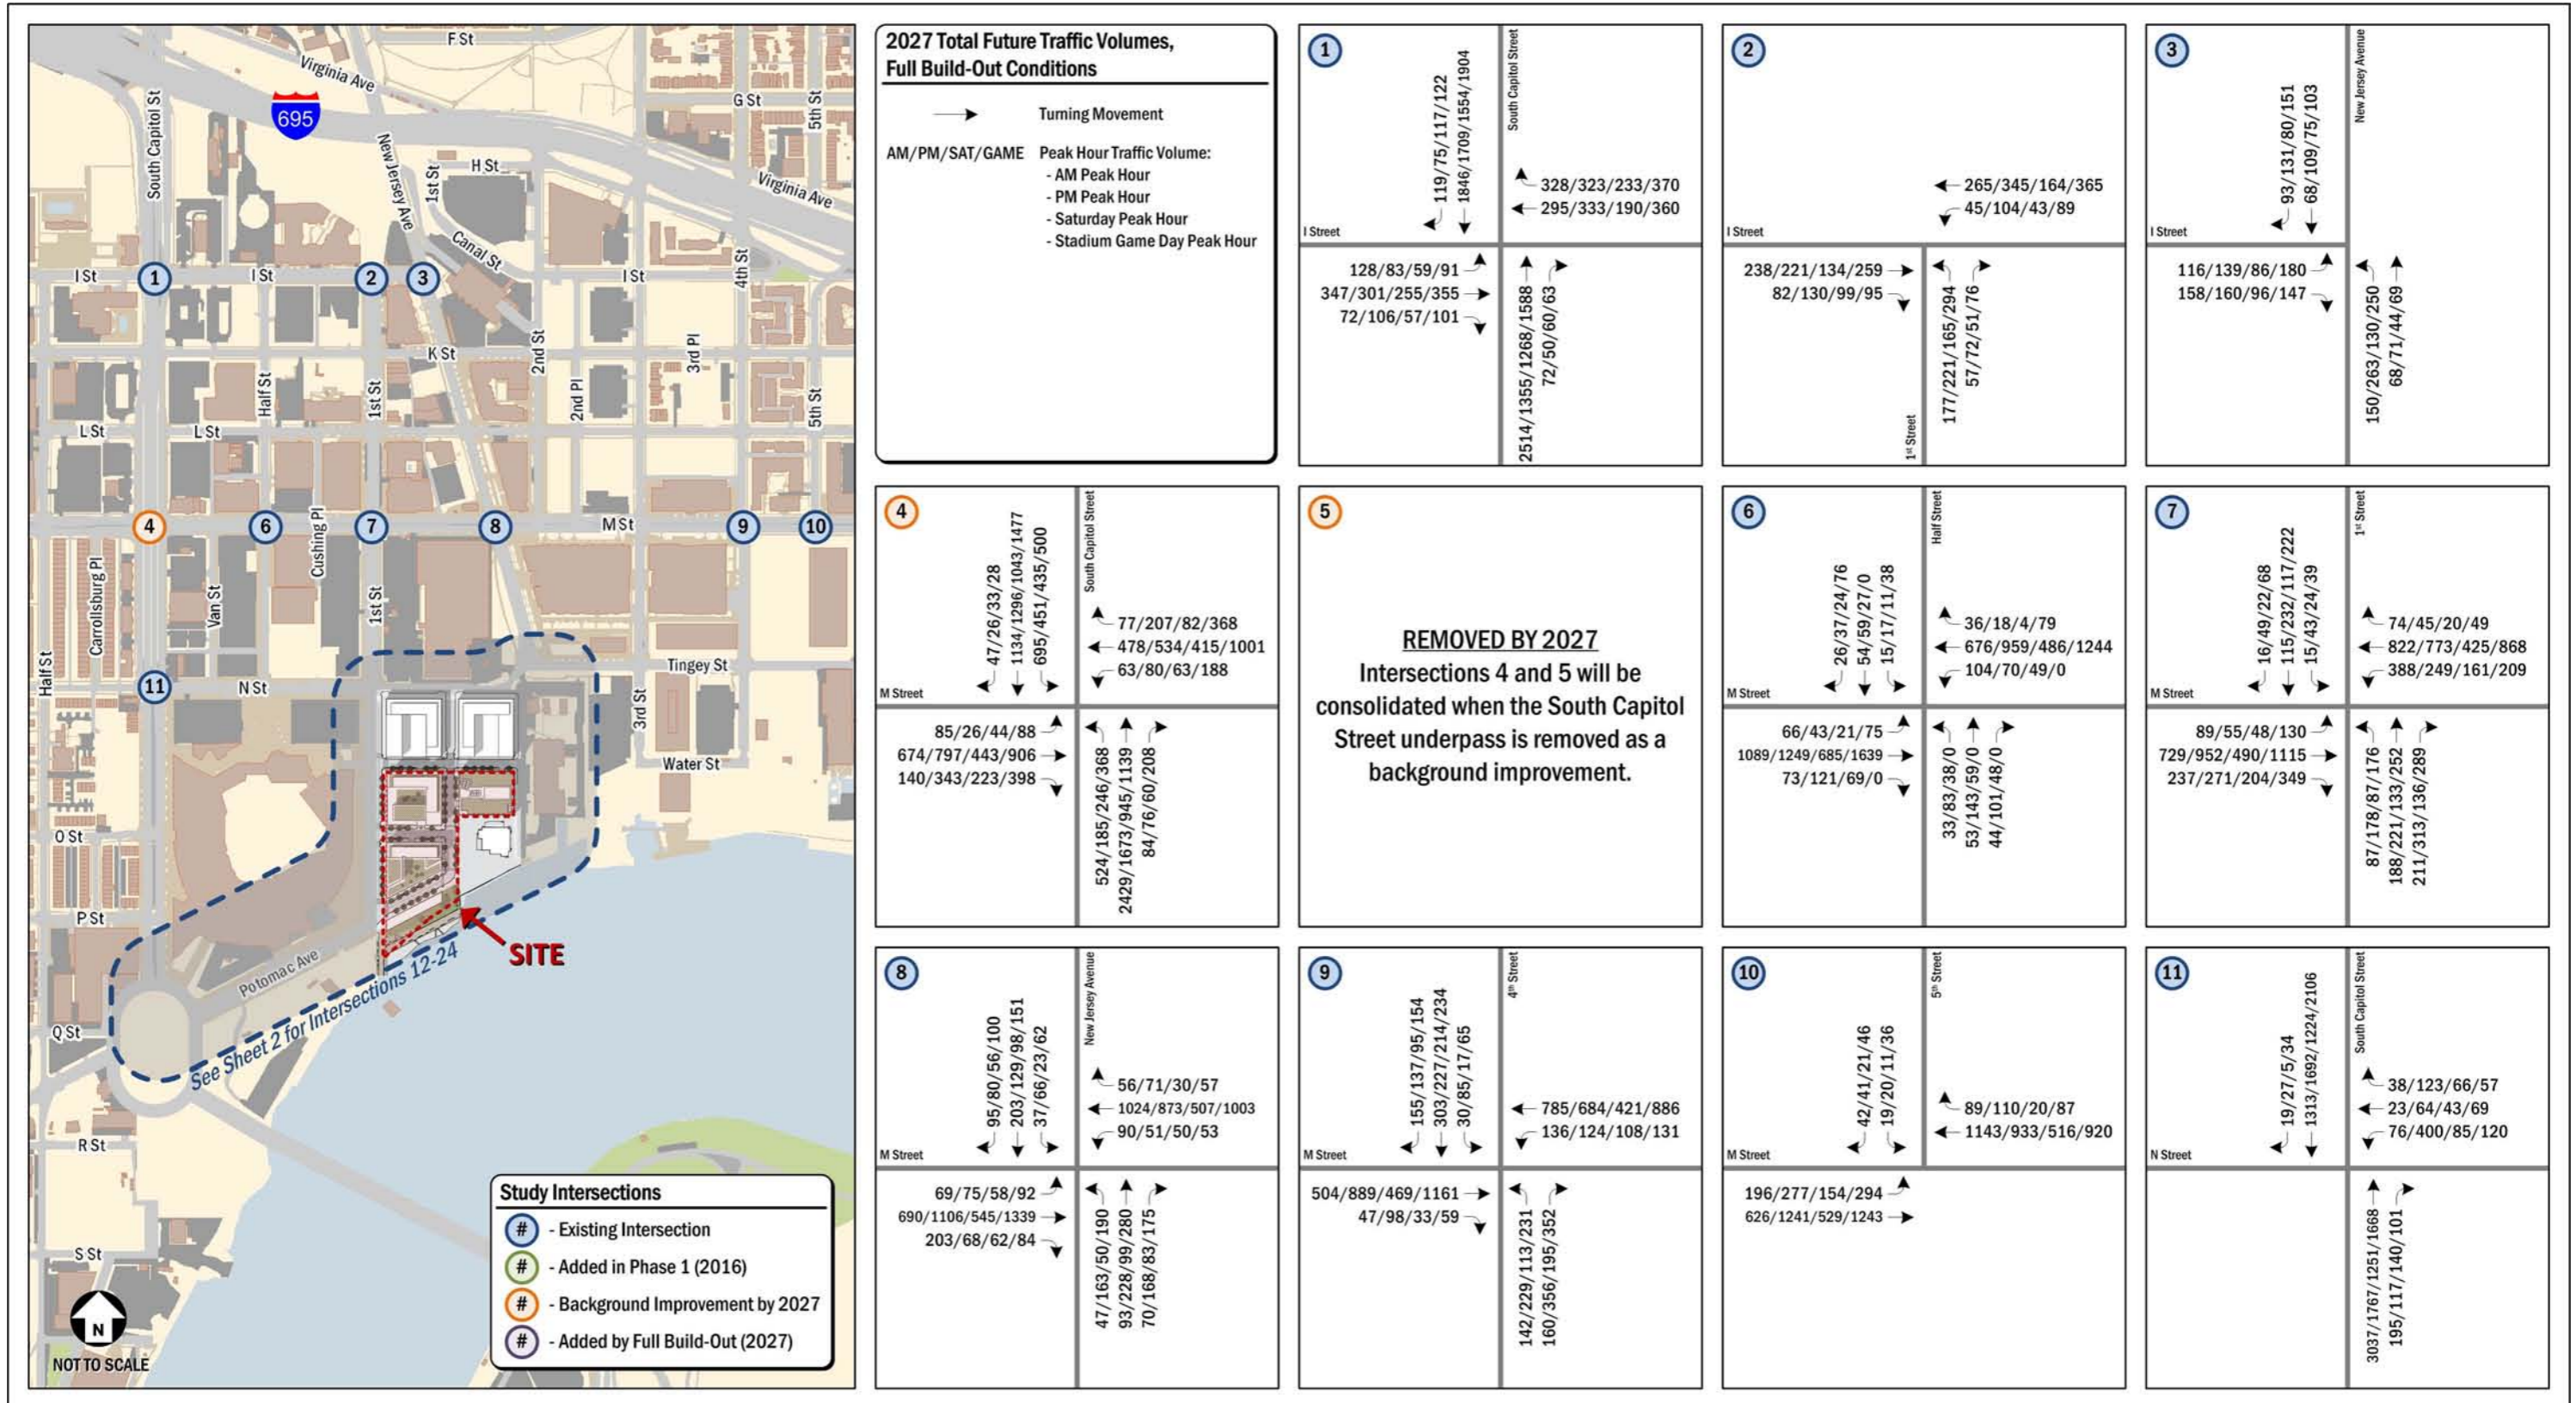 F St
Virginia Ave
G St
5th St
695
South Capitol St
New Jersey Ave
1st St
H St
Virginia Ave
Canal St
4th St
I St
1
I St
2
3
I St
K St
2nd St
3rd Pl
Half St
1st St
2nd Pl
5th St
L St
L St
Cushing Pl
4
6
7
8
M St
9
10
Carrollsburg Pl
Van St
1st St
Half St
11
N St
Tingey St
3rd St
Water St
O St
P St
SITE
Potomac Ave
See Sheet 2 for Intersections 12-24
Q St
R St
S St
N
NOT TO SCALE
Study Intersections
# - Existing Intersection
# - Added in Phase 1 (2016)
# - Background Improvement by 2027
# - Added by Full Build-Out (2027)
2027 Total Future Traffic Volumes,
Full Build-Out Conditions
Turning Movement
AM/PM/SAT/GAME Peak Hour Traffic Volume:
- AM Peak Hour
- PM Peak Hour
- Saturday Peak Hour
- Stadium Game Day Peak Hour
1
South Capitol Street
119/75/117/122
1846/1709/1554/1904
328/323/233/370
295/333/190/360
I Street
128/83/59/91
347/301/255/355
72/106/57/101
2514/1355/1268/1588
72/50/60/63
2
265/345/164/365
45/104/43/89
I Street
238/221/134/259
82/130/99/95
1st Street
177/221/165/294
57/72/51/76
3
New Jersey Avenue
93/131/80/151
68/109/75/103
I Street
116/139/86/180
158/160/96/147
150/263/130/250
68/71/44/69
4
South Capitol Street
47/26/33/28
1134/1296/1043/1477
695/451/435/500
77/207/82/368
478/534/415/1001
63/80/63/188
M Street
85/26/44/88
674/797/443/906
140/343/223/398
524/185/246/368
2429/1673/945/1139
84/76/60/208
5
REMOVED BY 2027
Intersections 4 and 5 will be
consolidated when the South Capitol
Street underpass is removed as a
background improvement.
6
Half Street
26/37/24/76
54/59/27/0
15/17/11/38
36/18/4/79
676/959/486/1244
104/70/49/0
M Street
66/43/21/75
1089/1249/685/1639
73/121/69/0
33/83/38/0
53/143/59/0
44/101/48/0
7
1st Street
16/49/22/68
115/232/117/222
15/43/24/39
74/45/20/49
822/773/425/868
388/249/161/209
M Street
89/55/48/130
729/952/490/1115
237/271/204/349
87/178/87/176
188/221/133/252
211/313/136/289
8
New Jersey Avenue
95/80/56/100
203/129/98/151
37/66/23/62
56/71/30/57
1024/873/507/1003
90/51/50/53
M Street
69/75/58/92
690/1106/545/1339
203/68/62/84
47/163/50/190
93/228/99/280
70/168/83/175
9
4th Street
155/137/95/154
303/227/214/234
30/85/17/65
785/684/421/886
136/124/108/131
M Street
504/889/469/1161
47/98/33/59
142/229/113/231
160/356/195/352
10
5th Street
42/41/21/46
19/20/11/36
89/110/20/87
1143/933/516/920
M Street
196/277/154/294
626/1241/529/1243
11
South Capitol Street
19/27/5/34
1313/1692/1224/2106
38/123/66/57
23/64/43/69
76/400/85/120
N Street
3037/1767/1251/1668
195/117/140/101